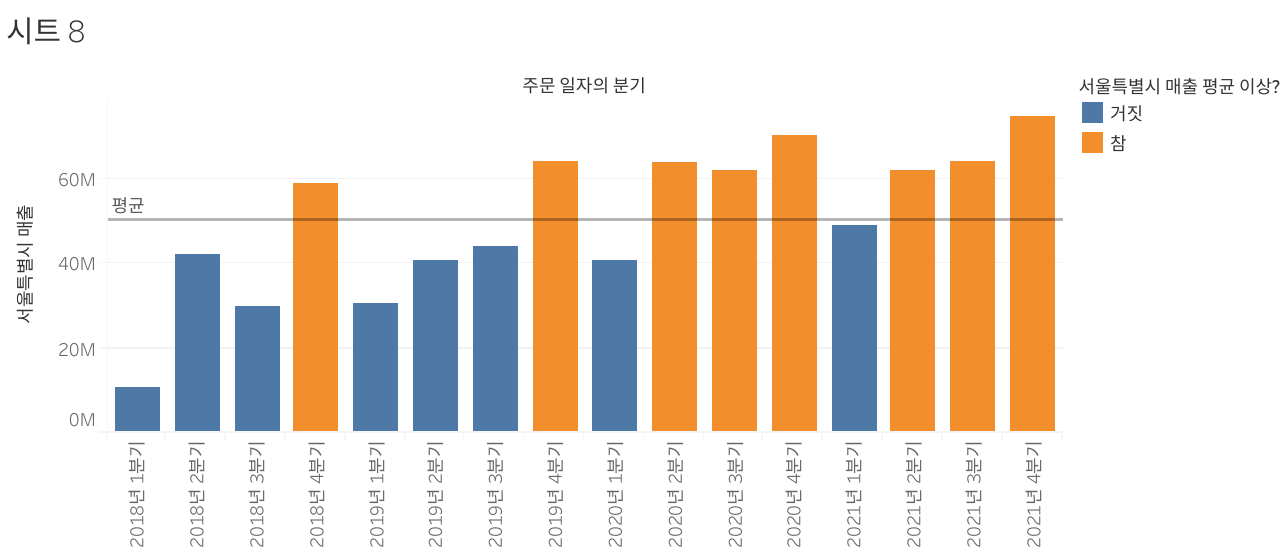 시트 8
주문 일자의 분기
서울특별시 매출 평균 이상?
거짓
참
서울특별시 매출
60M
40M
20M
0M
평균
2018년 1분기
2018년 2분기
2018년 3분기
2018년 4분기
2019년 1분기
2019년 2분기
2019년 3분기
2019년 4분기
2020년 1분기
2020년 2분기
2020년 3분기
2020년 4분기
2021년 1분기
2021년 2분기
2021년 3분기
2021년 4분기